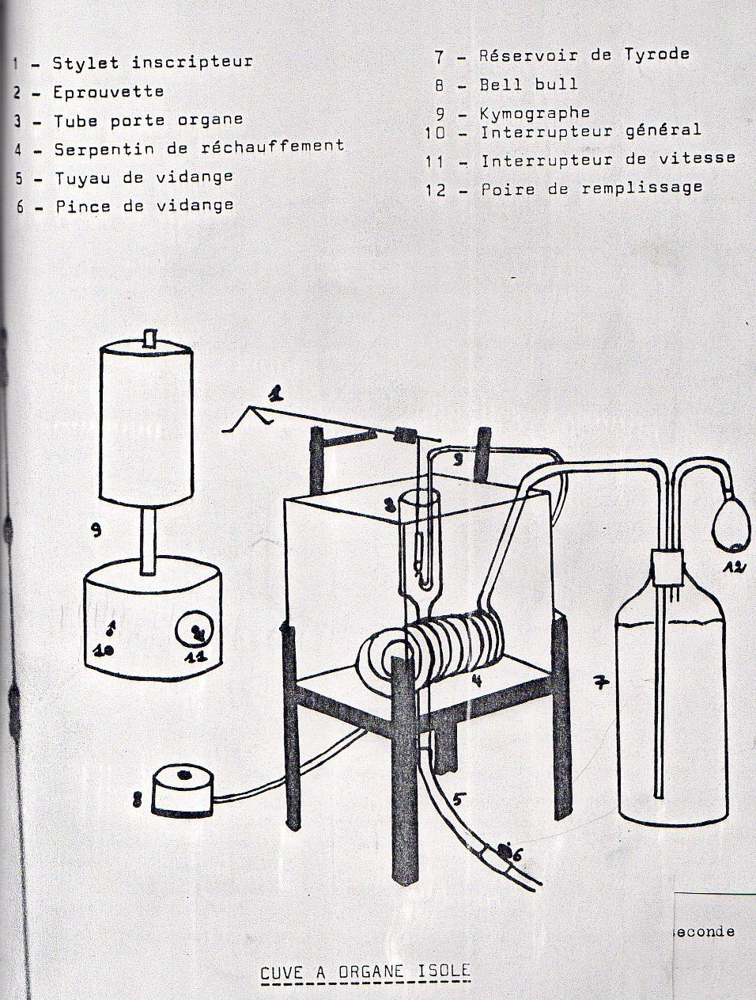 1 - Stylet inscripteur
2 - Eprouvette
3 - Tube porte organe
4 - Serpentin de réchauffement
5 - Tuyau de vidange
6 - Pince de vidange
7 - Réservoir de Tyrode
8 - Bell bull
9 - Kymographe
10 - Interrupteur général
11 - Interrupteur de vitesse
12 - Poire de remplissage
1
3
2
9
12
10
11
4
7
8
5
6
econde
CUVE A ORGANE ISOLE